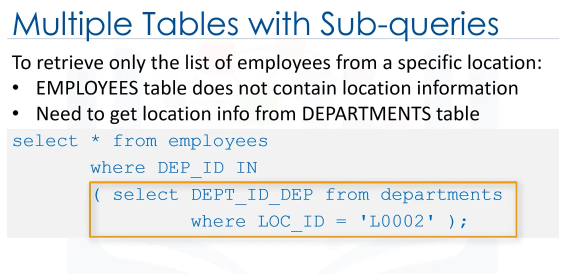 Multiple Tables with Sub-queries
To retrieve only the list of employees from a specific location:
• EMPLOYEES table does not contain location information
• Need to get location info from DEPARTMENTS table
select * from employees
where DEP_ID IN
( select DEPT_ID_DEP from departments
where LOC_ID = 'L0002' );